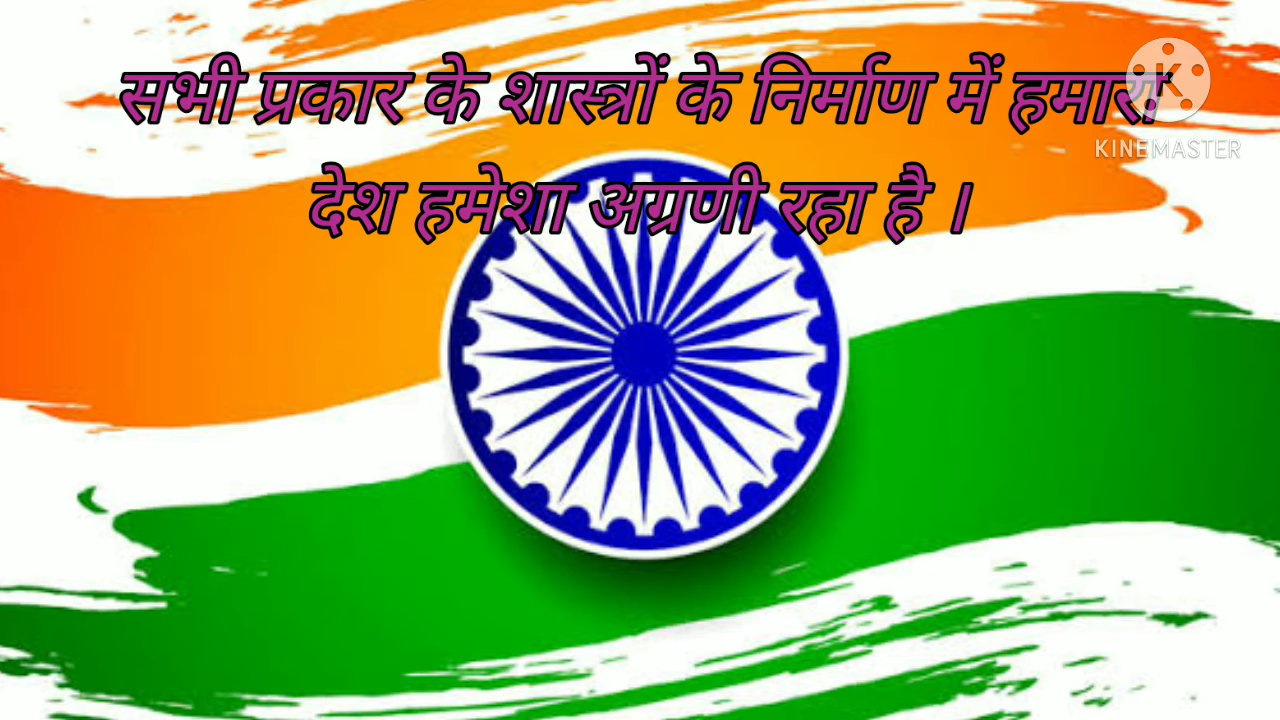 सभी प्रकार के शास्त्रों के निर्माण में हमारा
देश हमेशा अग्रणी रहा है ।
KINEMASTER